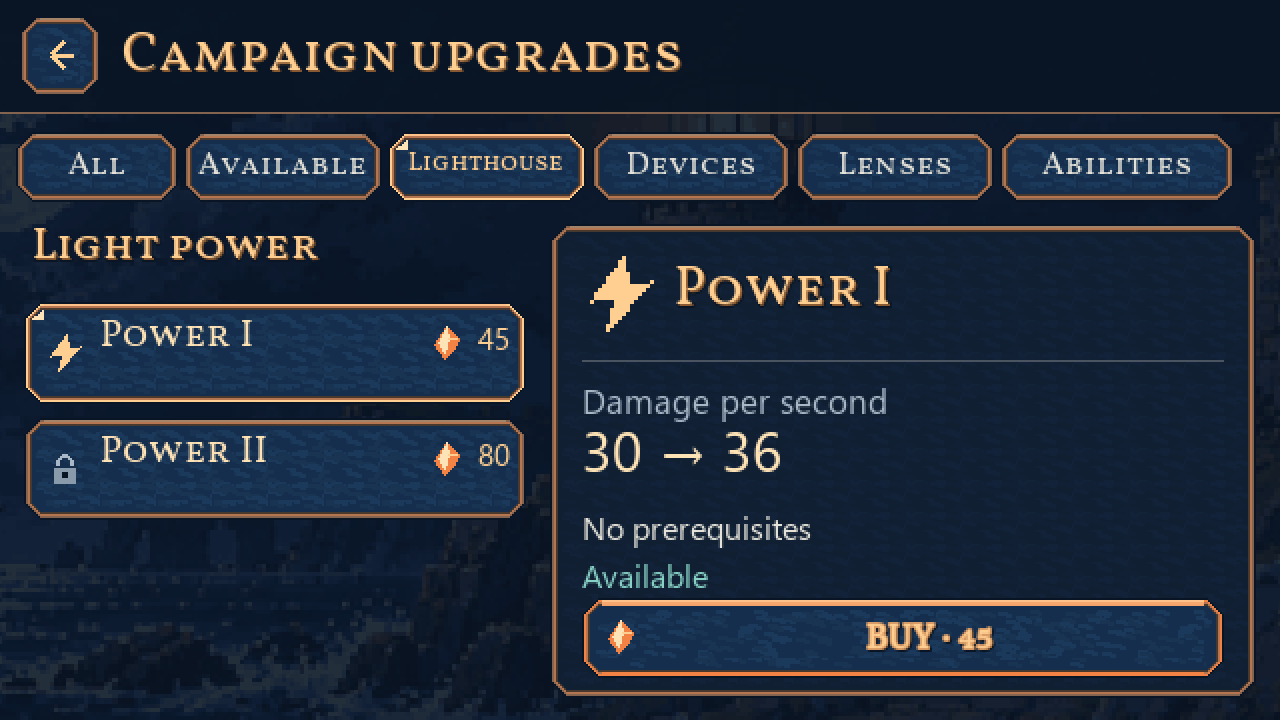 Campaign upgrades
All
Available
Lighthouse
Devices
Lenses
Abilities
Light power
Power I
45
Power II
80
Power I
Damage per second
30 → 36
No prerequisites
Available
BUY · 45